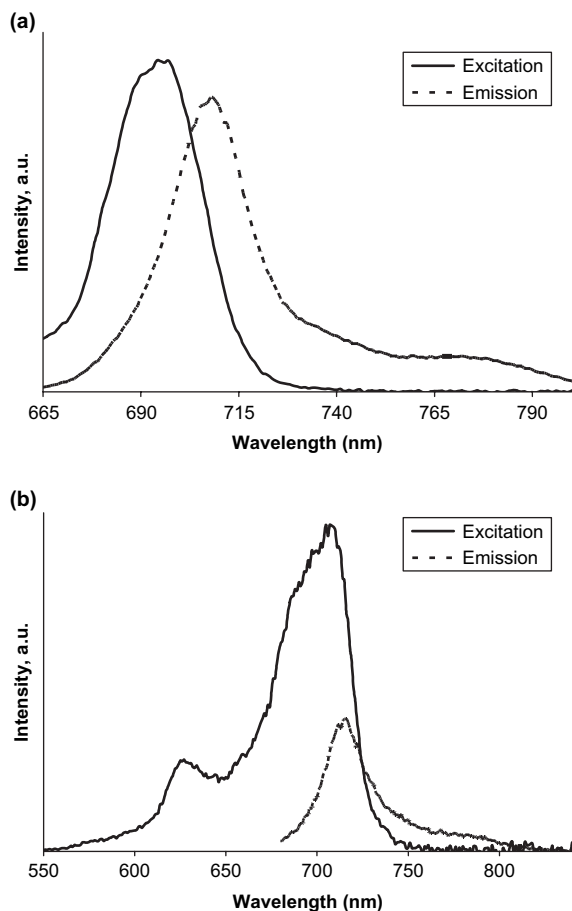 (a)
Excitation
Emission
Intensity, a.u.
665 690 715 740 765 790
Wavelength (nm)
(b)
Excitation
Emission
Intensity, a.u.
550 600 650 700 750 800
Wavelength (nm)